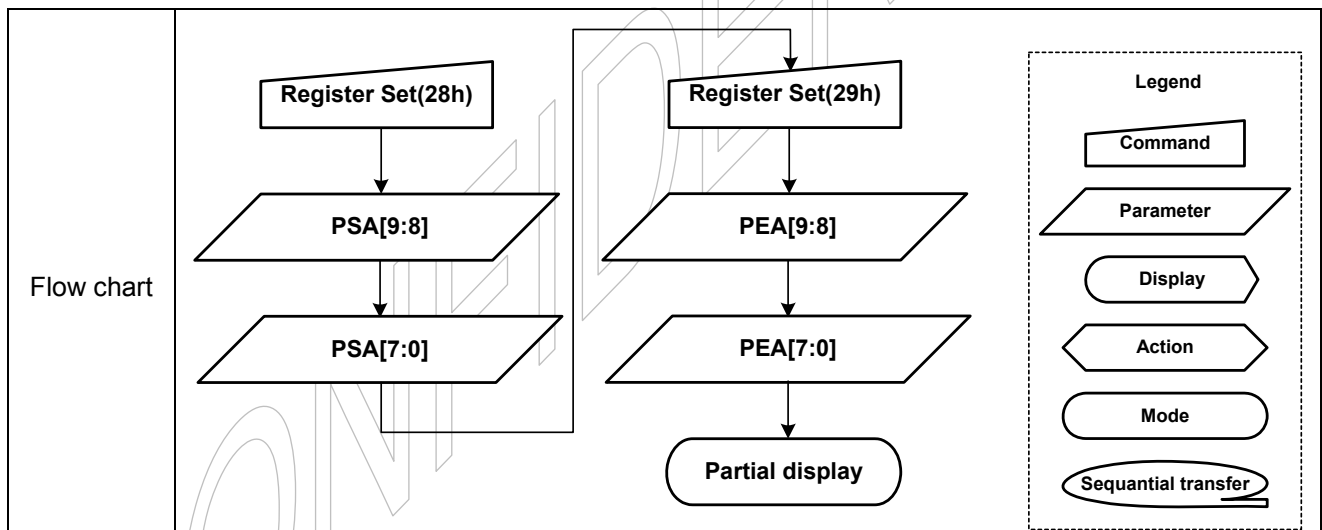 Flow chart
Register Set(28h)
PSA[9:8]
PSA[7:0]
Register Set(29h)
PEA[9:8]
PEA[7:0]
Partial display
Legend
Command
Parameter
Display
Action
Mode
Sequantial transfer